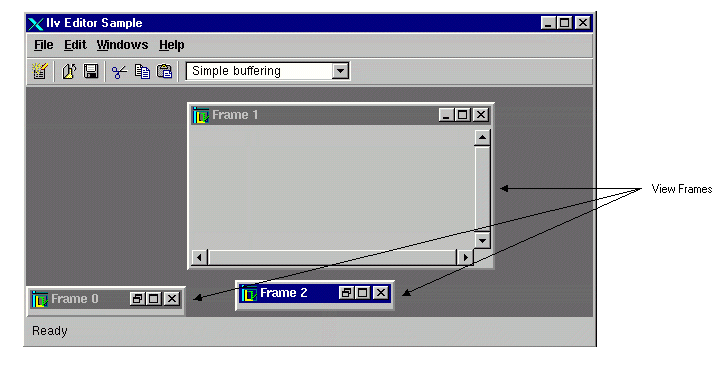 Ilv Editor Sample
File Edit Windows Help
Simple buffering
Frame 1
View Frames
Frame 0
Frame 2
Ready